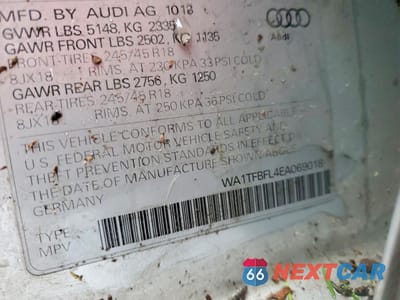 MFD. BY AUDI AG 10 13
GVWR LBS 5148, KG 2335
GAWR FRONT LBS 2502, KG 1135
FRONT-TIRES 245/45 R18
8JX18 RIMS, AT 230 KPA 33 PSI COLD
GAWR REAR LBS 2756, KG 1250
REAR-TIRES 245/45 R18
8JX18 RIMS, AT 250 KPA 36 PSI COLD
THIS VEHICLE CONFORMS TO ALL APPLICABLE
U.S. FEDERAL MOTOR VEHICLE SAFETY AND
THEFT PREVENTION STANDARDS IN EFFECT ON
THE DATE OF MANUFACTURE SHOWN ABOVE
GERMANY
WA1TFBFL4EA069018
TYPE:
MPV
Audi
66 NEXTCAR